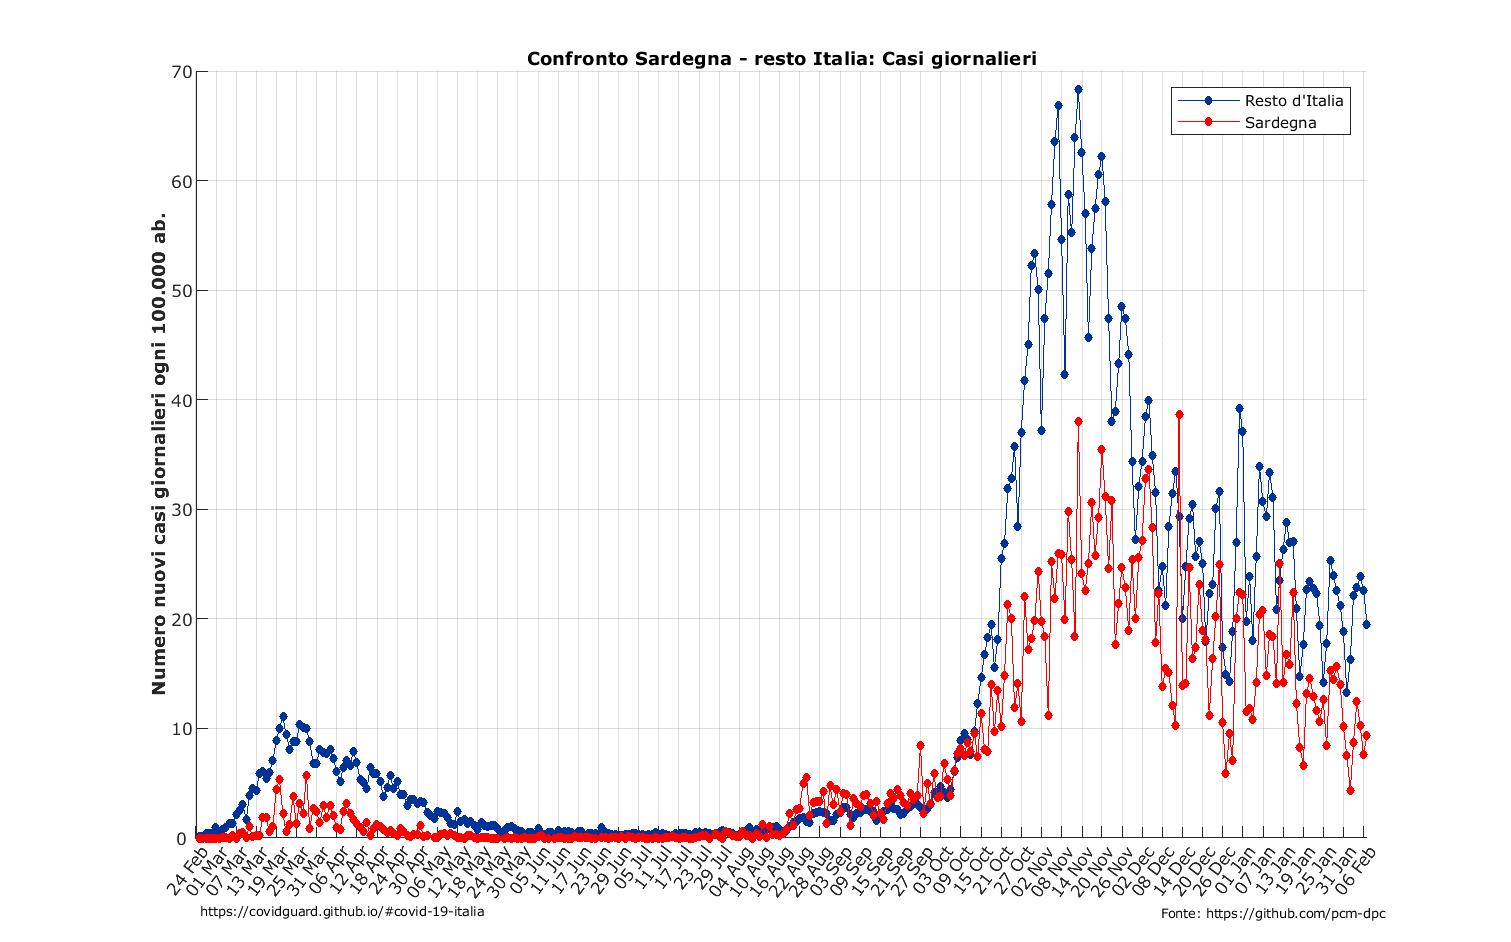 Confronto Sardegna - resto Italia: Casi giornalieri
Resto d'Italia
Sardegna
Numero nuovi casi giornalieri ogni 100.000 ab.
70
60
50
40
30
20
10
0
24 Feb
01 Mar
07 Mar
13 Mar
19 Mar
25 Mar
31 Mar
06 Apr
12 Apr
18 Apr
24 Apr
30 Apr
06 May
12 May
18 May
24 May
30 May
05 Jun
11 Jun
17 Jun
23 Jun
29 Jun
05 Jul
11 Jul
17 Jul
23 Jul
29 Jul
04 Aug
10 Aug
16 Aug
22 Aug
28 Aug
03 Sep
09 Sep
15 Sep
21 Sep
27 Sep
03 Oct
09 Oct
15 Oct
21 Oct
27 Oct
02 Nov
08 Nov
14 Nov
20 Nov
26 Nov
02 Dec
08 Dec
14 Dec
20 Dec
26 Dec
01 Jan
07 Jan
13 Jan
19 Jan
25 Jan
31 Jan
06 Feb
https://covidguard.github.io/#covid-19-italia
Fonte: https://github.com/pcm-dpc